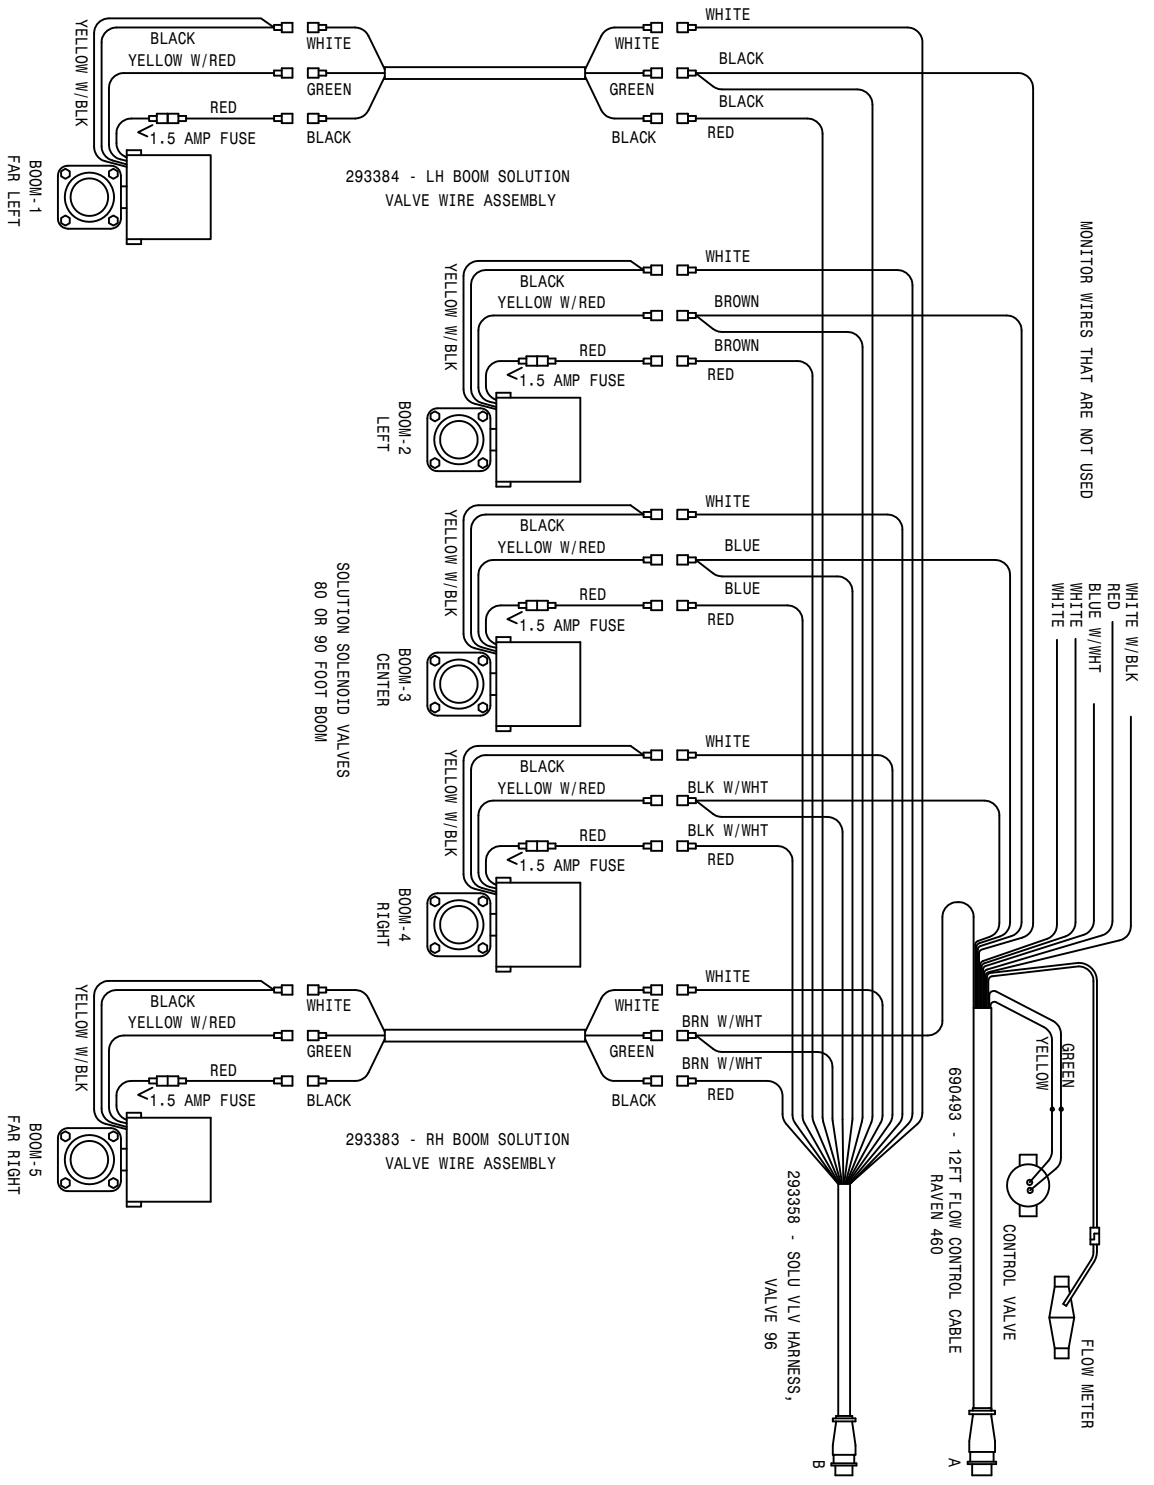 WHITE
BLACK
WHITE
WHITE
YELLOW W/BLK
YELLOW W/RED
BLACK
GREEN
GREEN
BLACK
RED
1.5 AMP FUSE
BLACK
BLACK
RED
BOOM-1
FAR LEFT
293384 - LH BOOM SOLUTION
VALVE WIRE ASSEMBLY
MONITOR WIRES THAT ARE NOT USED
WHITE
YELLOW W/BLK
BLACK
YELLOW W/RED
BROWN
RED
BROWN
1.5 AMP FUSE
RED
BOOM-2
LEFT
WHITE
YELLOW W/BLK
BLACK
YELLOW W/RED
BLUE
RED
BLUE
1.5 AMP FUSE
RED
BOOM-3
CENTER
SOLUTION SOLENOID VALVES
80 OR 90 FOOT BOOM
WHITE W/BLK
RED
BLUE W/WHT
WHITE
WHITE
WHITE
YELLOW W/BLK
BLACK
YELLOW W/RED
BLK W/WHT
RED
BLK W/WHT
1.5 AMP FUSE
RED
BOOM-4
RIGHT
WHITE
YELLOW W/BLK
BLACK
WHITE
WHITE
YELLOW W/RED
BRN W/WHT
GREEN
GREEN
BRN W/WHT
RED
1.5 AMP FUSE
BLACK
BLACK
RED
BOOM-5
FAR RIGHT
293383 - RH BOOM SOLUTION
VALVE WIRE ASSEMBLY
GREEN
YELLOW
690493 - 12FT FLOW CONTROL CABLE
RAVEN 460
CONTROL VALVE
FLOW METER
293358 - SOLU VLV HARNESS,
VALVE 96
A
B